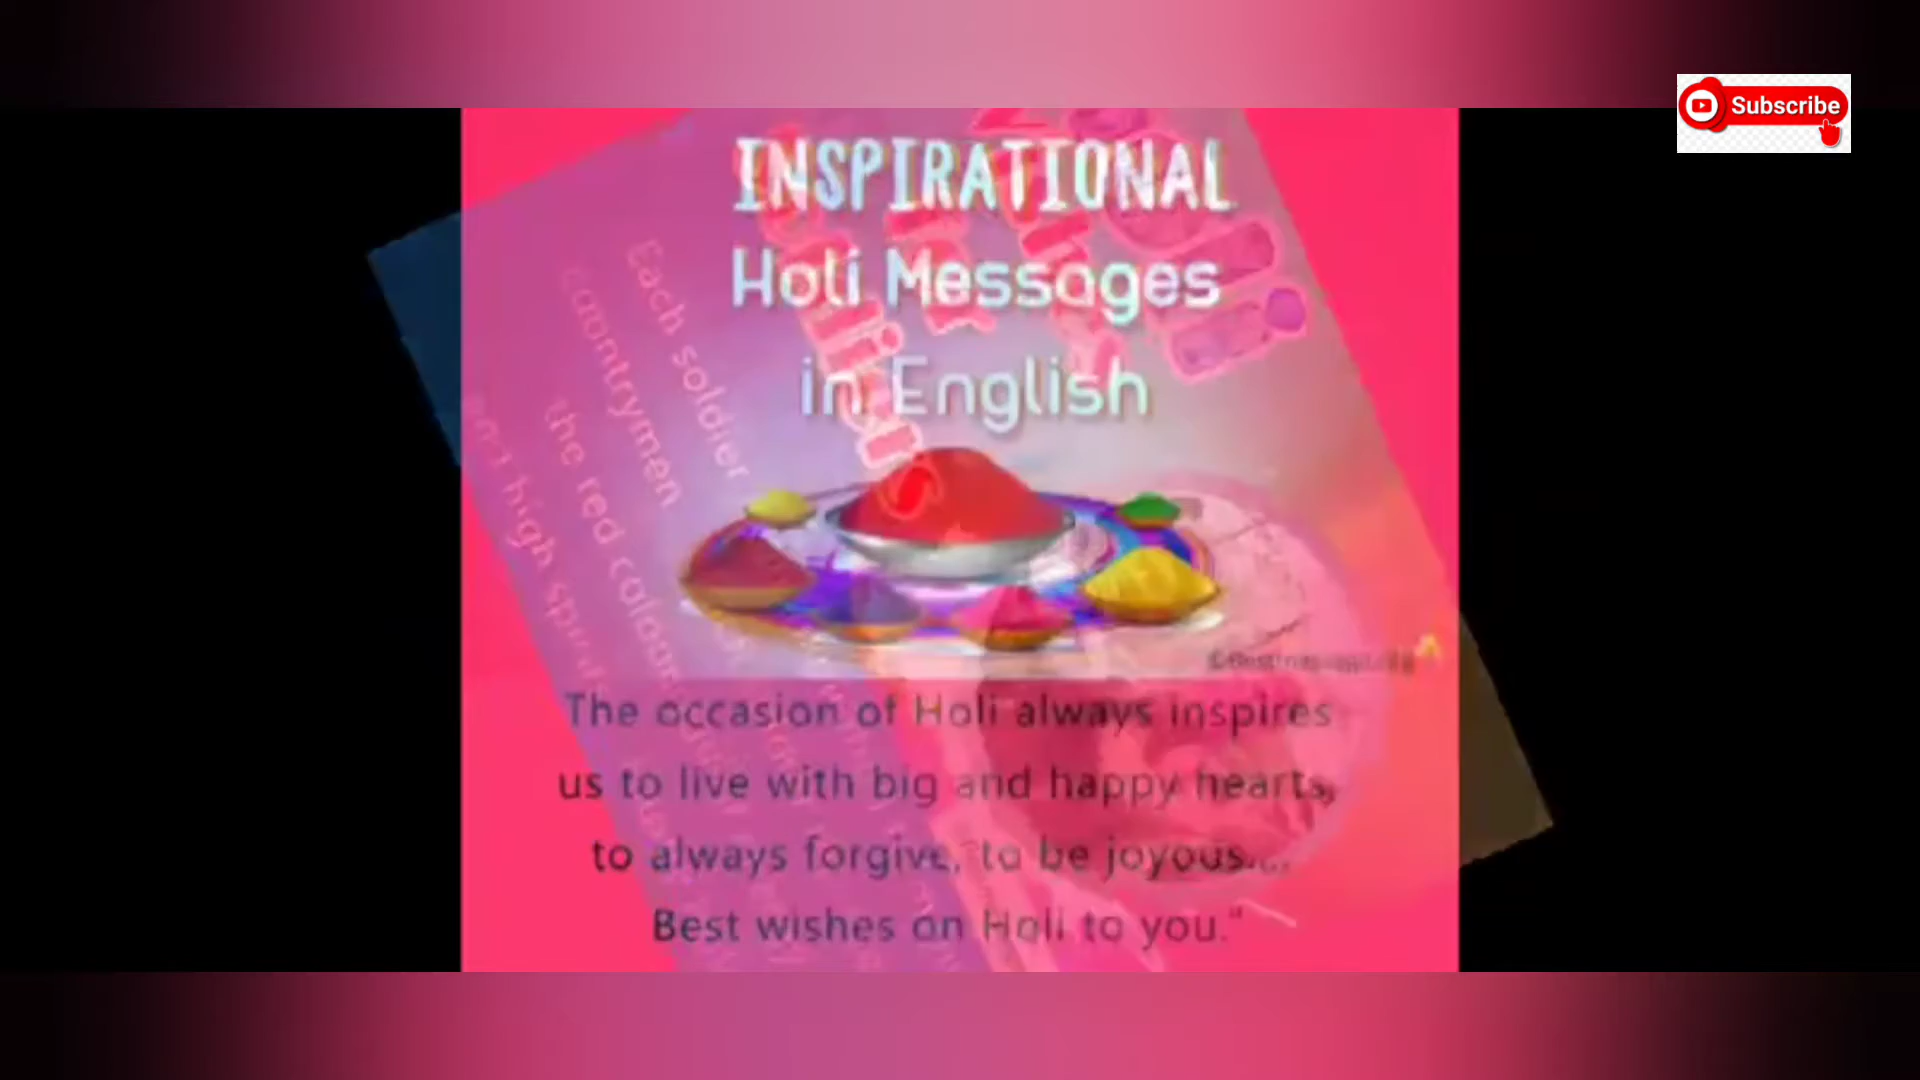 Subscribe
INSPIRATIONAL
Holi Messages
in English
Each soldier
countrymen
the red colour
high
The occasion of Holi always inspires
us to live with big and happy hearts,
to always forgive, to be joyous....
Best wishes on Holi to you."